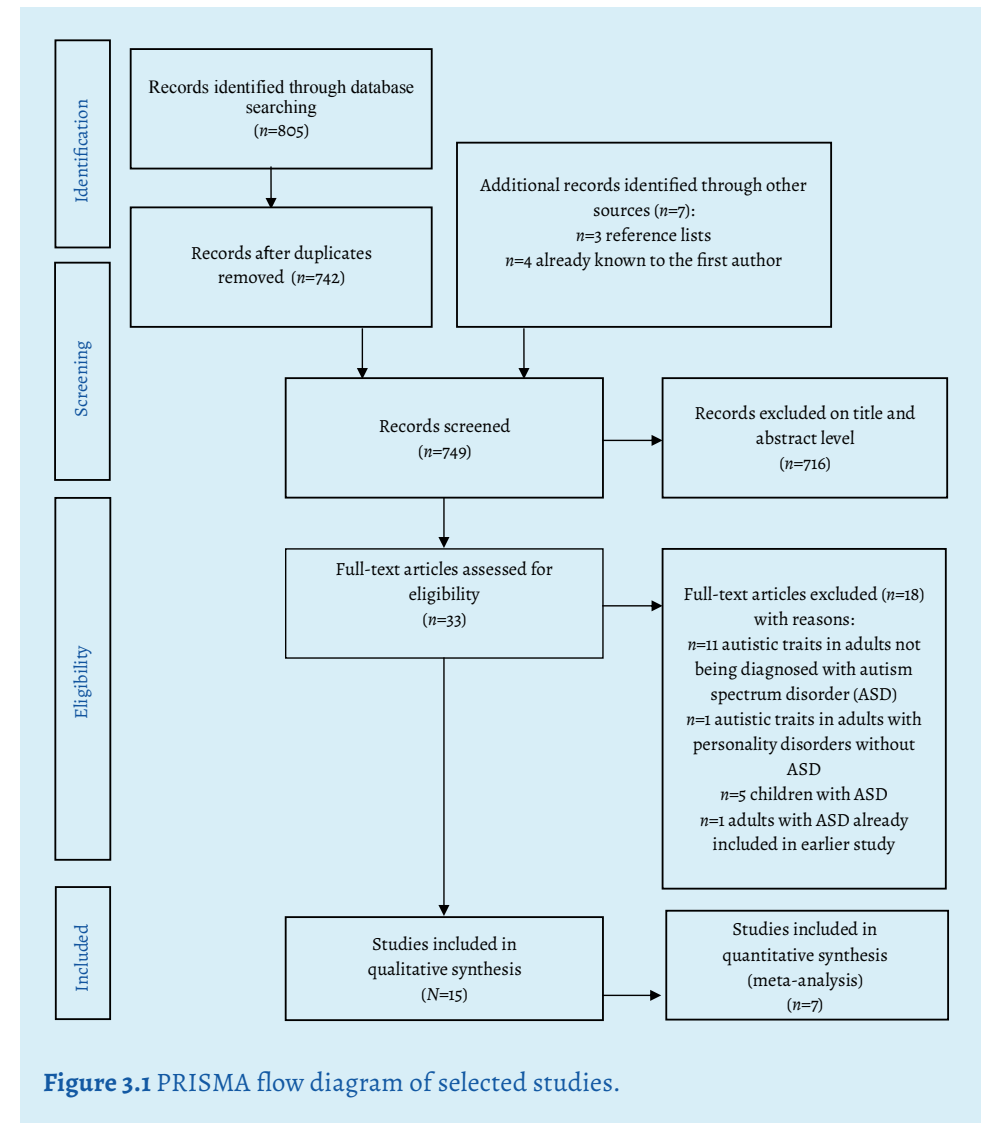 Identification
Records identified through database
searching
(n=805)
Additional records identified through other
sources (n=7):
n=3 reference lists
n=4 already known to the first author
Records after duplicates
removed (n=742)
Screening
Records screened
(n=749)
Records excluded on title and
abstract level
(n=716)
Eligibility
Full-text articles assessed for
eligibility
(n=33)
Full-text articles excluded (n=18)
with reasons:
n=11 autistic traits in adults not
being diagnosed with autism
spectrum disorder (ASD)
n=1 autistic traits in adults with
personality disorders without
ASD
n=5 children with ASD
n=1 adults with ASD already
included in earlier study
Included
Studies included in
qualitative synthesis
(N=15)
Studies included in
quantitative synthesis
(meta-analysis)
(n=7)
Figure 3.1 PRISMA flow diagram of selected studies.